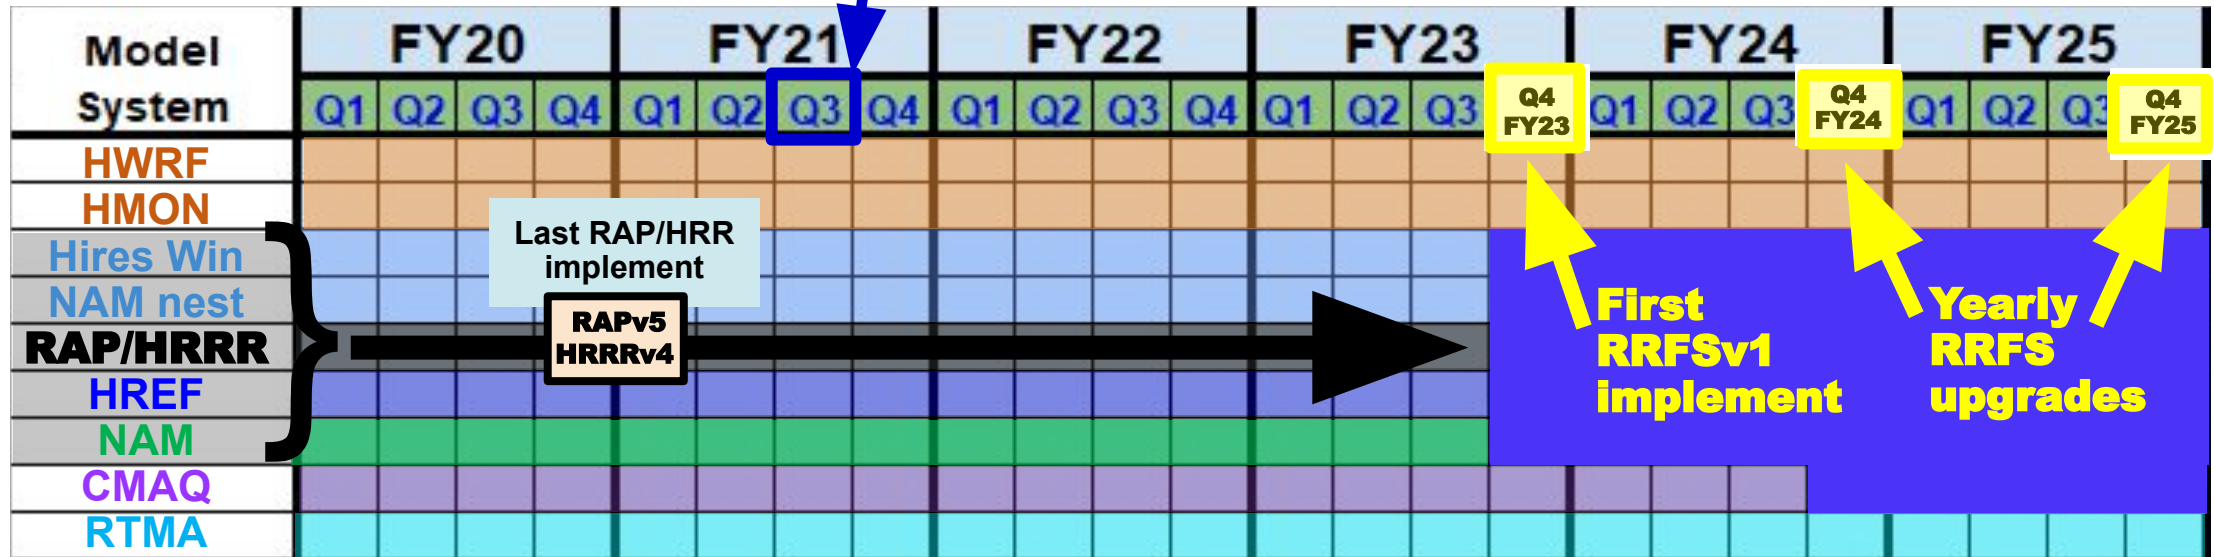 Model
System
FY20 FY21 FY22 FY23 FY24 FY25
Q1 Q2 Q3 Q4 Q1 Q2 Q3 Q4 Q1 Q2 Q3 Q4 Q1 Q2 Q3 Q4 FY23 Q1 Q2 Q3 Q4 FY24 Q1 Q2 Q3 Q4 FY25
HWRF
HMON
Hires Win
NAM nest
RAP/HRRR
HREF
NAM
CMAQ
RTMA
Last RAP/HRR
implement
RAPv5
HRRRv4
First
RRFSv1
implement
Yearly
RRFS
upgrades